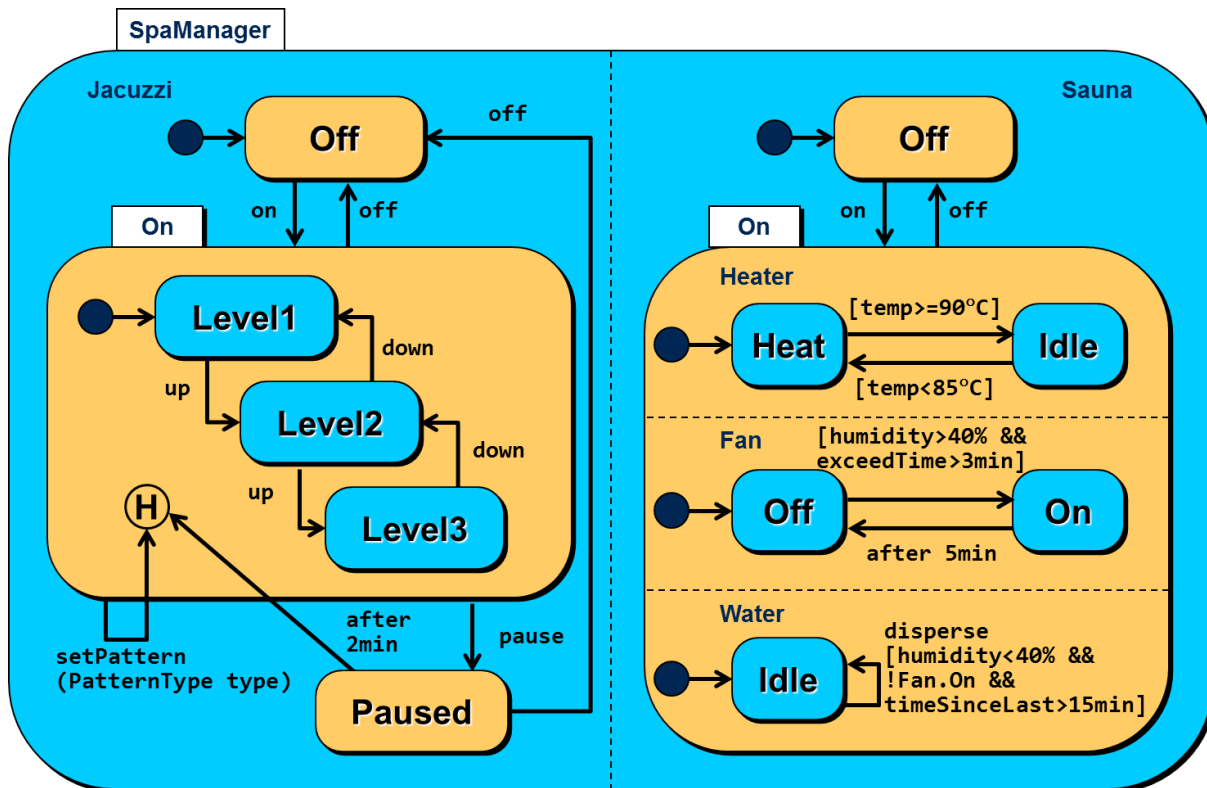 SpaManager
Jacuzzi
Off
off
on
off
On
Level1
down
up
Level2
down
up
Level3
H
after
2min
pause
setPattern
(PatternType type)
Paused
Sauna
Off
on
off
On
Heater
[temp>=90°C]
Heat
Idle
[temp<85°C]
Fan
[humidity>40% &&
exceedTime>3min]
Off
On
after 5min
Water
disperse
[humidity<40% &&
!Fan.On &&
timeSinceLast>15min]
Idle